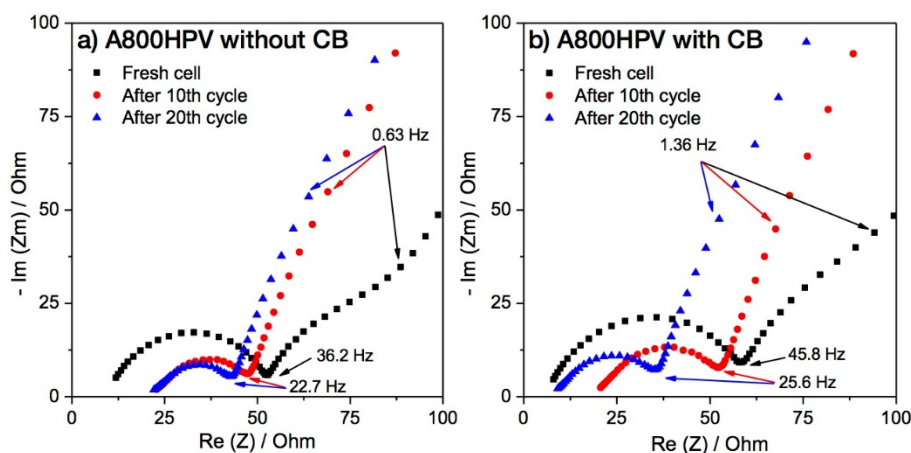 a) A800HPV without CB
Fresh cell
After 10th cycle
After 20th cycle
0.63 Hz
36.2 Hz
22.7 Hz
100
75
50
25
0
- Im (Zm) / Ohm
0 25 50 75 100
Re (Z) / Ohm
b) A800HPV with CB
Fresh cell
After 10th cycle
After 20th cycle
1.36 Hz
45.8 Hz
25.6 Hz
100
75
50
25
0
- Im (Zm) / Ohm
0 25 50 75 100
Re (Z) / Ohm